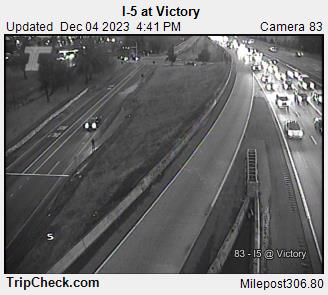 I-5 at Victory
Updated Dec 04 2023 4:41 PM Camera 83
T
S
83 - I5 @ Victory
TripCheck.com Milepost306.80